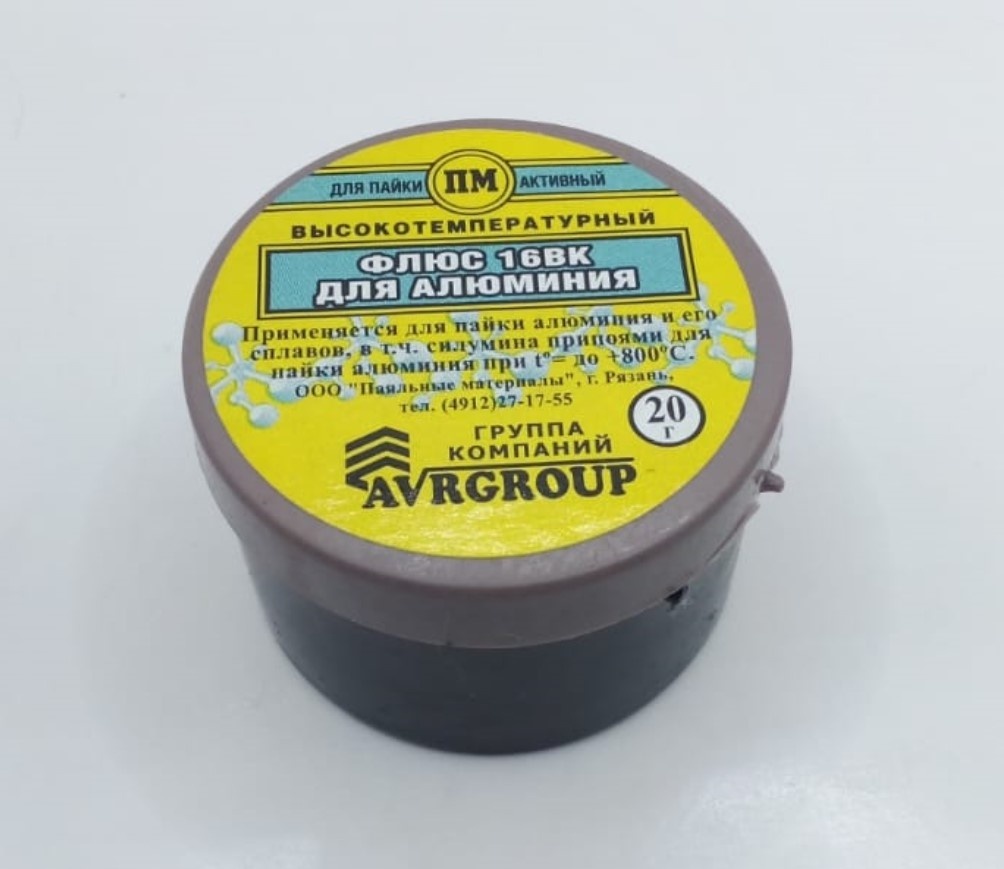 ДЛЯ ПАЙКИ ПМ АКТИВНЫЙ
ВЫСОКОТЕМПЕРАТУРНЫЙ
ФЛЮС 16ВК
ДЛЯ АЛЮМИНИЯ
Применяется для пайки алюминия и его
сплавов, в т.ч. силумина припоями для
пайки алюминия при t°= до +800°С.
ООО "Паяльные материалы", г. Рязань,
тел. (4912)27-17-55
20
г
ГРУППА
КОМПАНИЙ
AVRGROUP